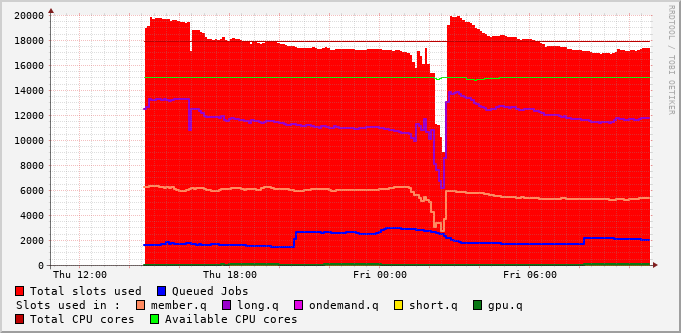 20000
18000
16000
14000
12000
10000
8000
6000
4000
2000
0
Thu 12:00 Thu 18:00 Fri 00:00 Fri 06:00
RRDTOOL / TOBI OETIKER
Total slots used Queued Jobs
Slots used in : member.q long.q ondemand.q short.q gpu.q
Total CPU cores Available CPU cores